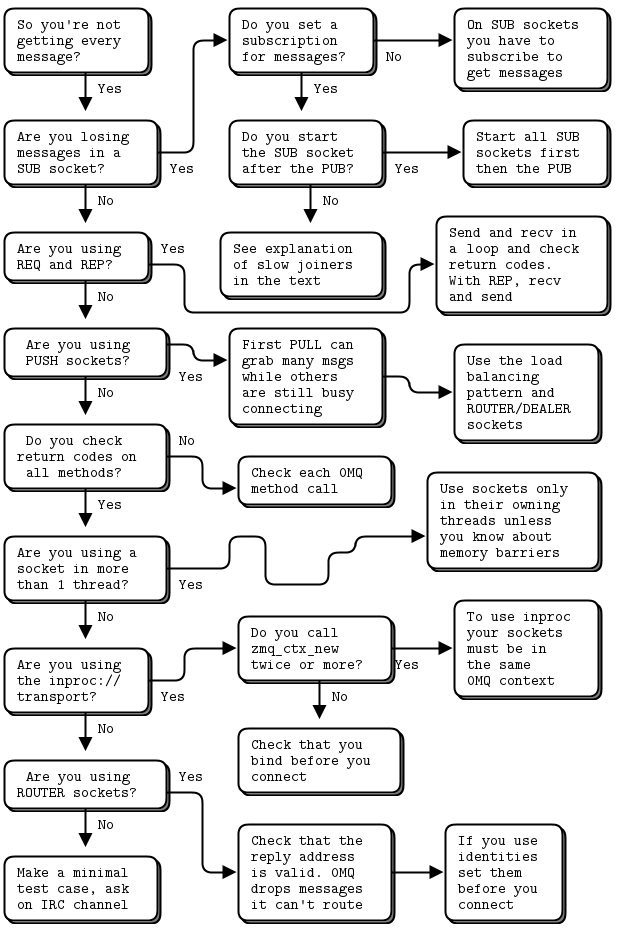 So you're not
getting every
message?
Yes
Do you set a
subscription
for messages?
No
On SUB sockets
you have to
subscribe to
get messages
Yes
Are you losing
messages in a
SUB socket?
Yes
Do you start
the SUB socket
after the PUB?
Yes
Start all SUB
sockets first
then the PUB
No
No
Are you using
REQ and REP?
Yes
See explanation
of slow joiners
in the text
Send and recv in
a loop and check
return codes.
With REP, recv
and send
No
Are you using
PUSH sockets?
Yes
First PULL can
grab many msgs
while others
are still busy
connecting
Use the load
balancing
pattern and
ROUTER/DEALER
sockets
No
Do you check
return codes on
all methods?
No
Check each OMQ
method call
Yes
Are you using a
socket in more
than 1 thread?
Yes
Use sockets only
in their owning
threads unless
you know about
memory barriers
No
Are you using
the inproc://
transport?
Yes
Do you call
zmq_ctx_new
twice or more?
Yes
To use inproc
your sockets
must be in
the same
OMQ context
No
Check that you
bind before you
connect
No
Are you using
ROUTER sockets?
Yes
Check that the
reply address
is valid. OMQ
drops messages
it can't route
If you use
identities
set them
before you
connect
No
Make a minimal
test case, ask
on IRC channel